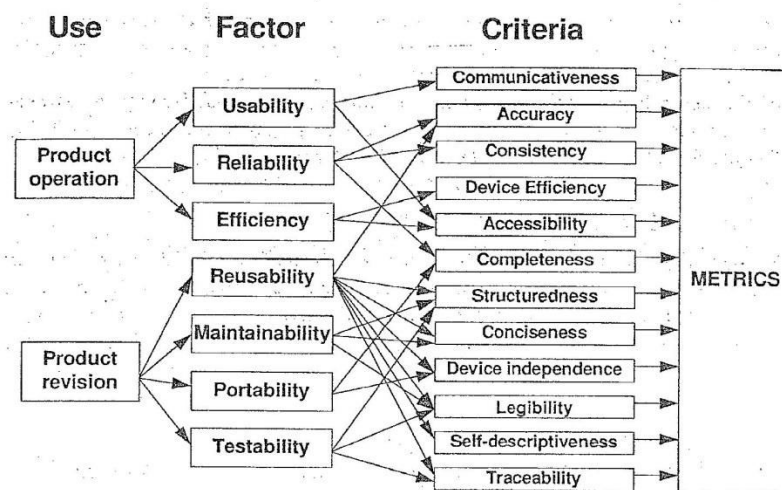 Use
Factor
Criteria
Product
operation
Product
revision
Usability
Reliability
Efficiency
Reusability
Maintainability
Portability
Testability
Communicativeness
Accuracy
Consistency
Device Efficiency
Accessibility
Completeness
Structuredness
Conciseness
Device independence
Legibility
Self-descriptiveness
Traceability
METRICS